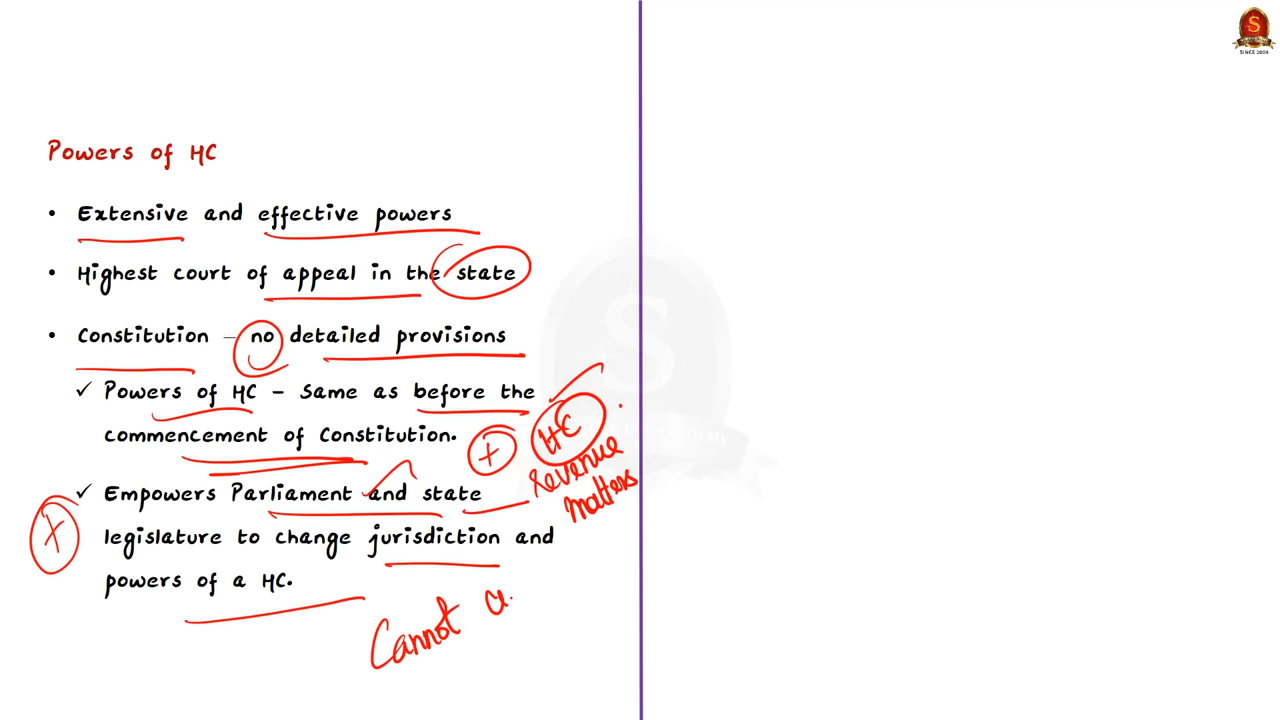 Powers of HC
• Extensive and effective powers
• Highest court of appeal in the state
• Constitution – no detailed provisions
✓ Powers of HC – Same as before the
commencement of Constitution.
+ HC
revenue
matters
✓ Empowers Parliament and state
legislature to change jurisdiction and
powers of a HC.
Cannot
S
SINCE 2004